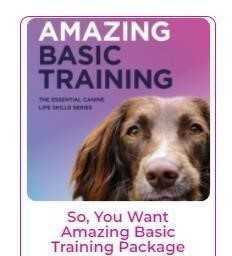 AMAZING
BASIC
TRAINING
THE ESSENTIAL CANINE
LIFE SKILLS SERIES
So, You Want
Amazing Basic
Training Package